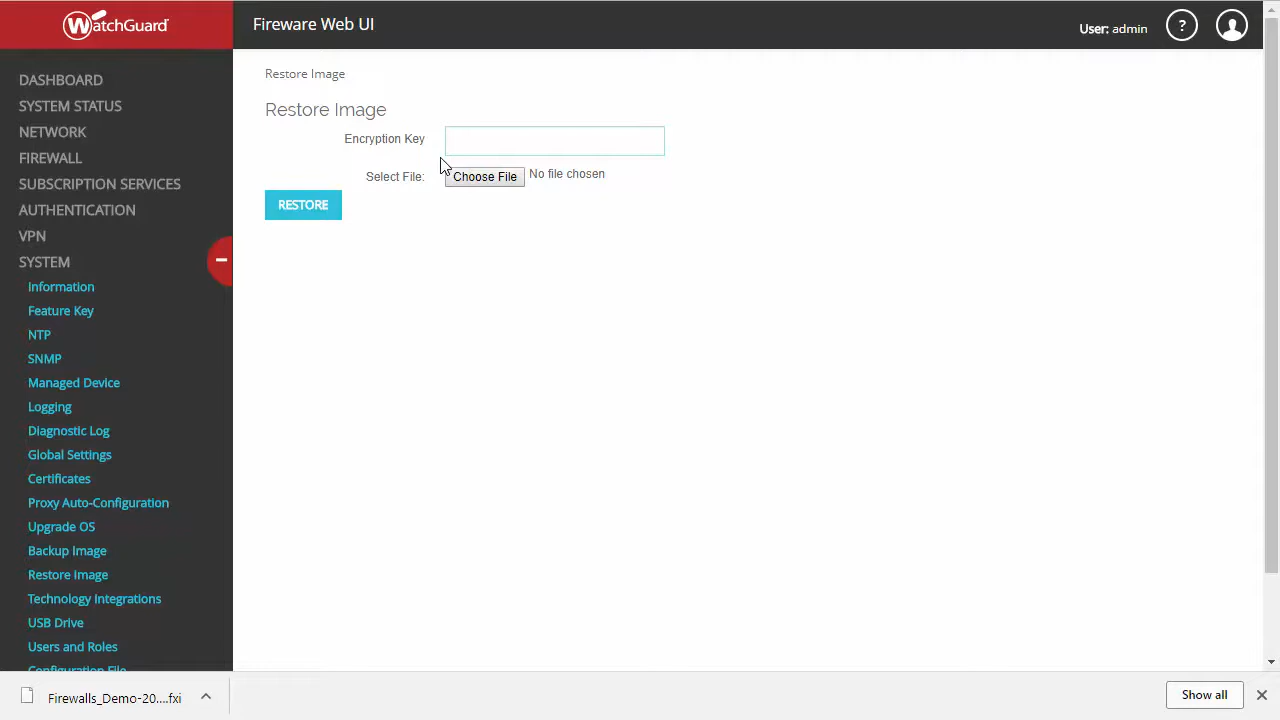 WatchGuard
Fireware Web UI
User: admin
?
DASHBOARD
SYSTEM STATUS
NETWORK
FIREWALL
SUBSCRIPTION SERVICES
AUTHENTICATION
VPN
SYSTEM
Information
Feature Key
NTP
SNMP
Managed Device
Logging
Diagnostic Log
Global Settings
Certificates
Proxy Auto-Configuration
Upgrade OS
Backup Image
Restore Image
Technology Integrations
USB Drive
Users and Roles
Configuration File
Restore Image
Restore Image
Encryption Key
Select File: Choose File No file chosen
RESTORE
Firewalls_Demo-20....fxi
Show all